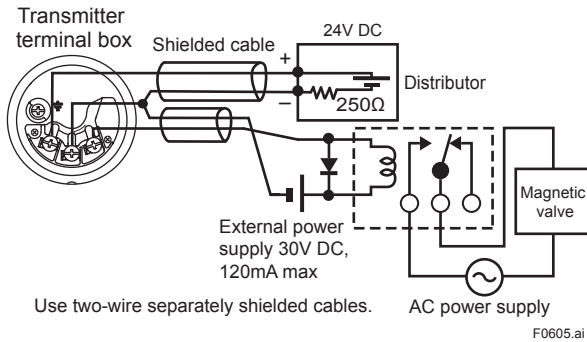 Transmitter
terminal box
Shielded cable
24V DC
+
−
250Ω
Distributor
External power
supply 30V DC,
120mA max
Magnetic
valve
Use two-wire separately shielded cables.
AC power supply
F0605.ai